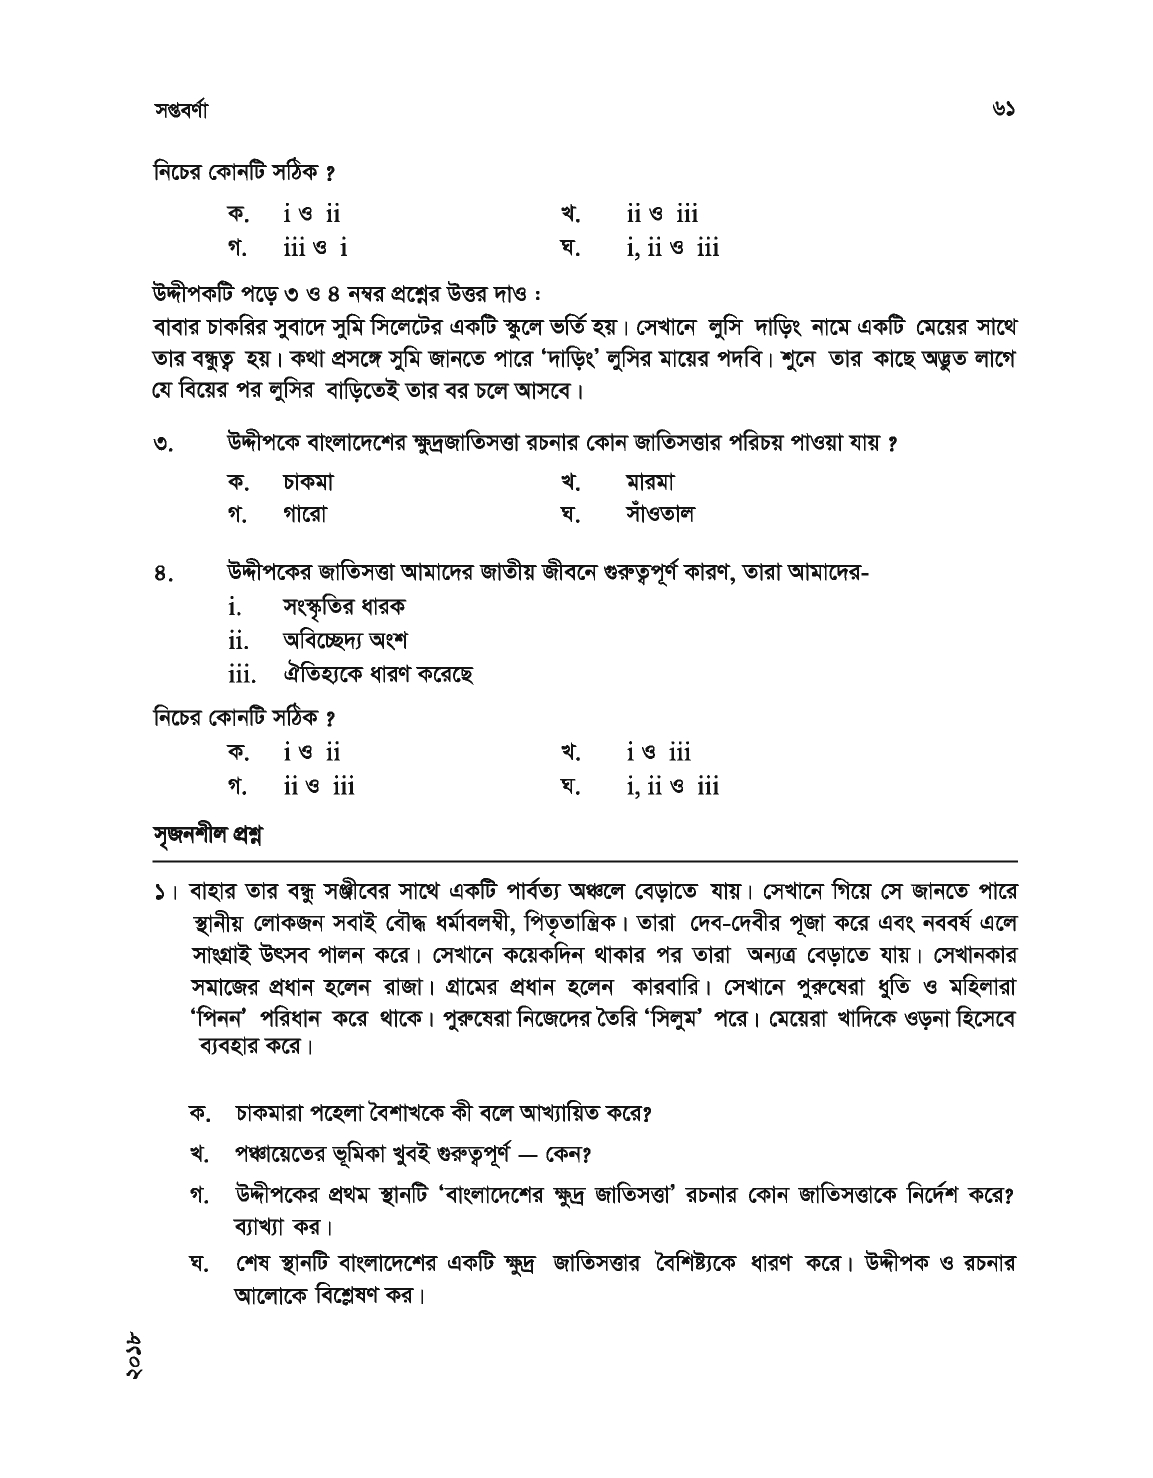 সপ্তবর্ণা ৬১
নিচের কোনটি সঠিক ?
ক. i ও ii খ. ii ও iii
গ. iii ও i ঘ. i, ii ও iii
উদ্দীপকটি পড়ে ৩ ও ৪ নম্বর প্রশ্নের উত্তর দাও :
বাবার চাকরির সুবাদে সুমি সিলেটের একটি স্কুলে ভর্তি হয়। সেখানে লুসি দাড়িং নামে একটি মেয়ের সাথে
তার বন্ধুত্ব হয়। কথা প্রসঙ্গে সুমি জানতে পারে ‘দাড়িং’ লুসির মায়ের পদবি। শুনে তার কাছে অদ্ভুত লাগে
যে বিয়ের পর লুসির বাড়িতেই তার বর চলে আসবে।
৩. উদ্দীপকে বাংলাদেশের ক্ষুদ্রজাতিসত্তা রচনার কোন জাতিসত্তার পরিচয় পাওয়া যায় ?
ক. চাকমা খ. মারমা
গ. গারো ঘ. সাঁওতাল
৪. উদ্দীপকের জাতিসত্তা আমাদের জাতীয় জীবনে গুরুত্বপূর্ণ কারণ, তারা আমাদের-
i. সংস্কৃতির ধারক
ii. অবিচ্ছেদ্য অংশ
iii. ঐতিহ্যকে ধারণ করেছে
নিচের কোনটি সঠিক ?
ক. i ও ii খ. i ও iii
গ. ii ও iii ঘ. i, ii ও iii
সৃজনশীল প্রশ্ন
১। বাহার তার বন্ধু সঞ্জীবের সাথে একটি পার্বত্য অঞ্চলে বেড়াতে যায়। সেখানে গিয়ে সে জানতে পারে
স্থানীয় লোকজন সবাই বৌদ্ধ ধর্মাবলম্বী, পিতৃতান্ত্রিক। তারা দেব-দেবীর পূজা করে এবং নববর্ষ এলে
সাংগ্রাই উৎসব পালন করে। সেখানে কয়েকদিন থাকার পর তারা অন্যত্র বেড়াতে যায়। সেখানকার
সমাজের প্রধান হলেন রাজা। গ্রামের প্রধান হলেন কারবারি। সেখানে পুরুষেরা ধুতি ও মহিলারা
‘পিনন’ পরিধান করে থাকে। পুরুষেরা নিজেদের তৈরি ‘সিলুম’ পরে। মেয়েরা খাদিকে ওড়না হিসেবে
ব্যবহার করে।
ক. চাকমারা পহেলা বৈশাখকে কী বলে আখ্যায়িত করে?
খ. পঞ্চায়েতের ভূমিকা খুবই গুরুত্বপূর্ণ — কেন?
গ. উদ্দীপকের প্রথম স্থানটি ‘বাংলাদেশের ক্ষুদ্র জাতিসত্তা’ রচনার কোন জাতিসত্তাকে নির্দেশ করে?
ব্যাখ্যা কর।
ঘ. শেষ স্থানটি বাংলাদেশের একটি ক্ষুদ্র জাতিসত্তার বৈশিষ্ট্যকে ধারণ করে। উদ্দীপক ও রচনার
আলোকে বিশ্লেষণ কর।
২০১৮